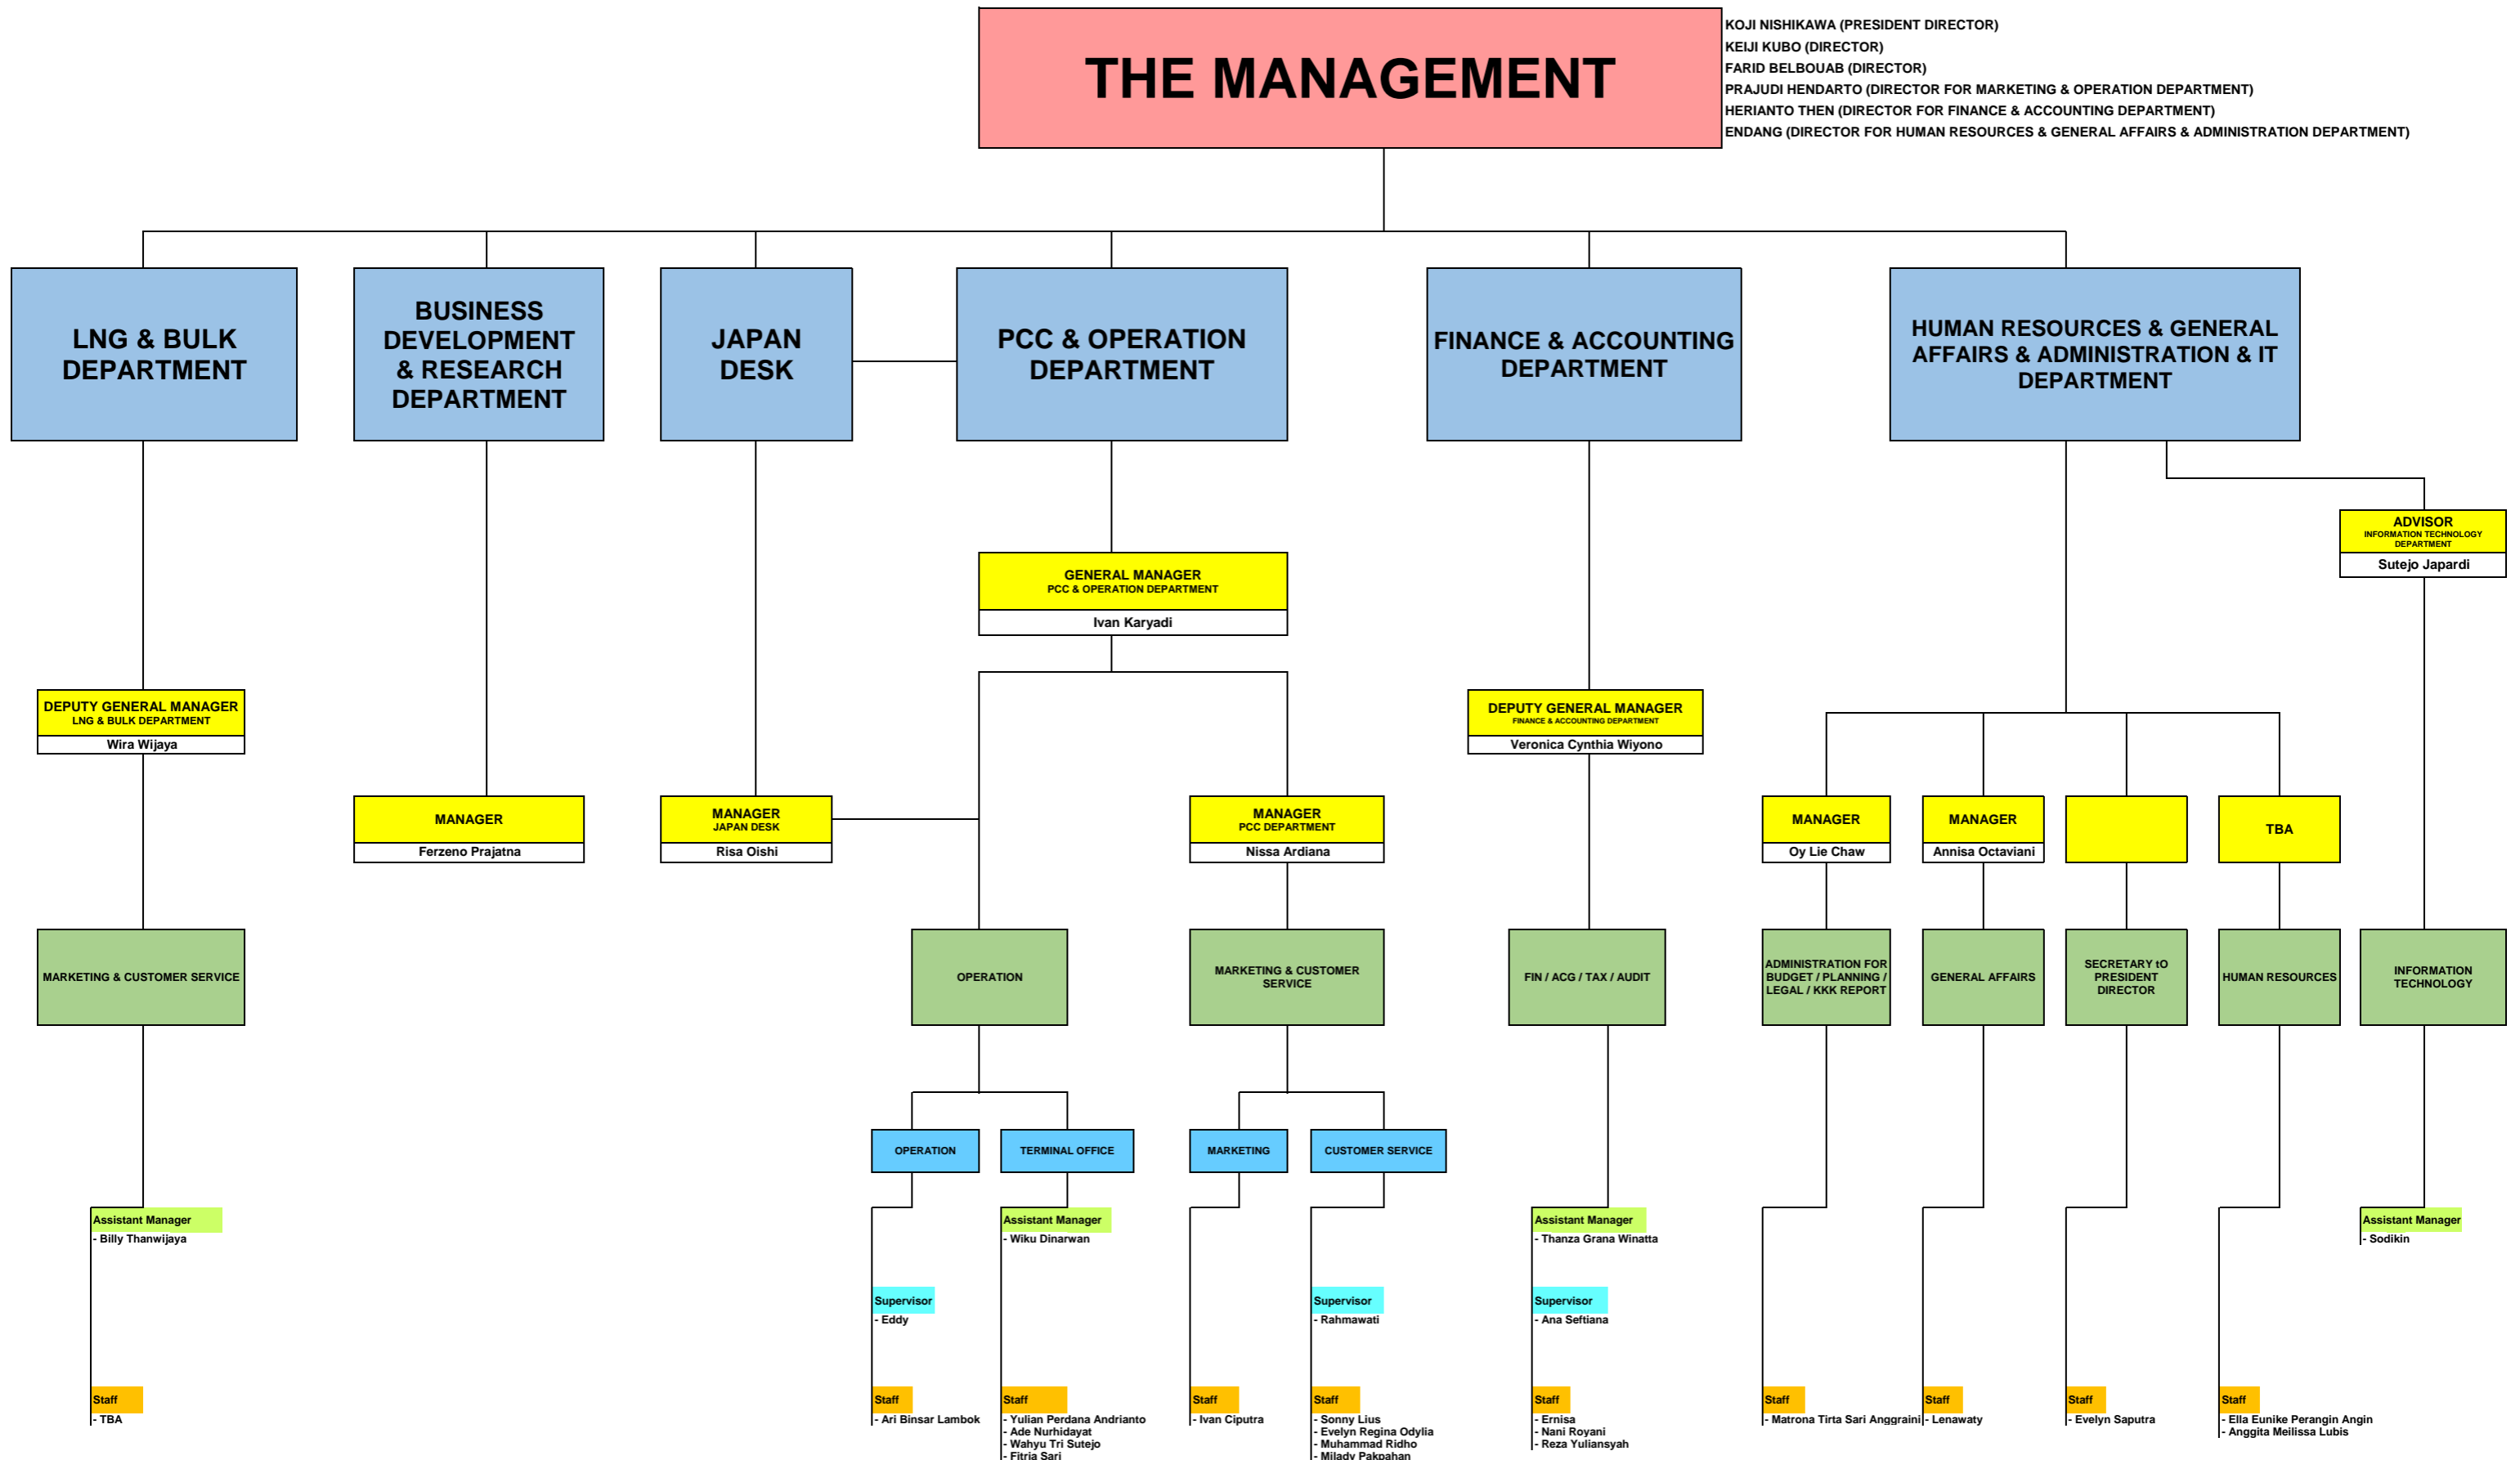 THE MANAGEMENT
KOJI NISHIKAWA (PRESIDENT DIRECTOR)
KEIJI KUBO (DIRECTOR)
FARID BELBOUAB (DIRECTOR)
PRAJUDI HENDARTO (DIRECTOR FOR MARKETING & OPERATION DEPARTMENT)
HERIANTO THEN (DIRECTOR FOR FINANCE & ACCOUNTING DEPARTMENT)
ENDANG (DIRECTOR FOR HUMAN RESOURCES & GENERAL AFFAIRS & ADMINISTRATION DEPARTMENT)
LNG & BULK
DEPARTMENT
BUSINESS
DEVELOPMENT
& RESEARCH
DEPARTMENT
JAPAN
DESK
PCC & OPERATION
DEPARTMENT
FINANCE & ACCOUNTING
DEPARTMENT
HUMAN RESOURCES & GENERAL
AFFAIRS & ADMINISTRATION & IT
DEPARTMENT
ADVISOR
INFORMATION TECHNOLOGY
DEPARTMENT
Sutejo Japardi
GENERAL MANAGER
PCC & OPERATION DEPARTMENT
Ivan Karyadi
DEPUTY GENERAL MANAGER
LNG & BULK DEPARTMENT
Wira Wijaya
DEPUTY GENERAL MANAGER
FINANCE & ACCOUNTING DEPARTMENT
Veronica Cynthia Wiyono
MANAGER
Ferzeno Prajatna
MANAGER
JAPAN DESK
Risa Oishi
MANAGER
PCC DEPARTMENT
Nissa Ardiana
MANAGER
Oy Lie Chaw
MANAGER
Annisa Octaviani
TBA
MARKETING & CUSTOMER SERVICE
OPERATION
MARKETING & CUSTOMER
SERVICE
FIN / ACG / TAX / AUDIT
ADMINISTRATION FOR
BUDGET / PLANNING /
LEGAL / KKK REPORT
GENERAL AFFAIRS
SECRETARY tO
PRESIDENT
DIRECTOR
HUMAN RESOURCES
INFORMATION
TECHNOLOGY
OPERATION
TERMINAL OFFICE
MARKETING
CUSTOMER SERVICE
Assistant Manager
- Billy Thanwijaya
Staff
- TBA
Supervisor
- Eddy
Staff
- Ari Binsar Lambok
Assistant Manager
- Wiku Dinarwan
Staff
- Yulian Perdana Andrianto
- Ade Nurhidayat
- Wahyu Tri Sutejo
- Fitria Sari
Staff
- Ivan Ciputra
Supervisor
- Rahmawati
Staff
- Sonny Lius
- Evelyn Regina Odylia
- Muhammad Ridho
- Milady Pakpahan
Assistant Manager
- Thanza Grana Winatta
Supervisor
- Ana Seftiana
Staff
- Ernisa
- Nani Royani
- Reza Yuliansyah
Staff
- Matrona Tirta Sari Anggraini
Staff
- Lenawaty
Staff
- Evelyn Saputra
Staff
- Ella Eunike Perangin Angin
- Anggita Meilissa Lubis
Assistant Manager
- Sodikin